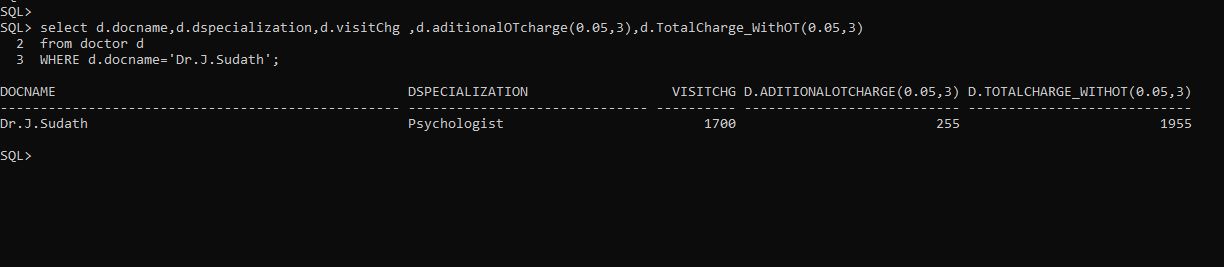 SQL>
SQL> select d.docname,d.dspecialization,d.visitChg ,d.aditionalOTcharge(0.05,3),d.TotalCharge_WithOT(0.05,3)
  2  from doctor d
  3  WHERE d.docname='Dr.J.Sudath';
DOCNAME                                            DSPECIALIZATION                  VISITCHG D.ADITIONALOTCHARGE(0.05,3) D.TOTALCHARGE_WITHOT(0.05,3)
-------------------------------------------------- ------------------------------ ---------- --------------------------- ----------------------------
Dr.J.Sudath                                        Psychologist                         1700                         255                         1955
SQL>